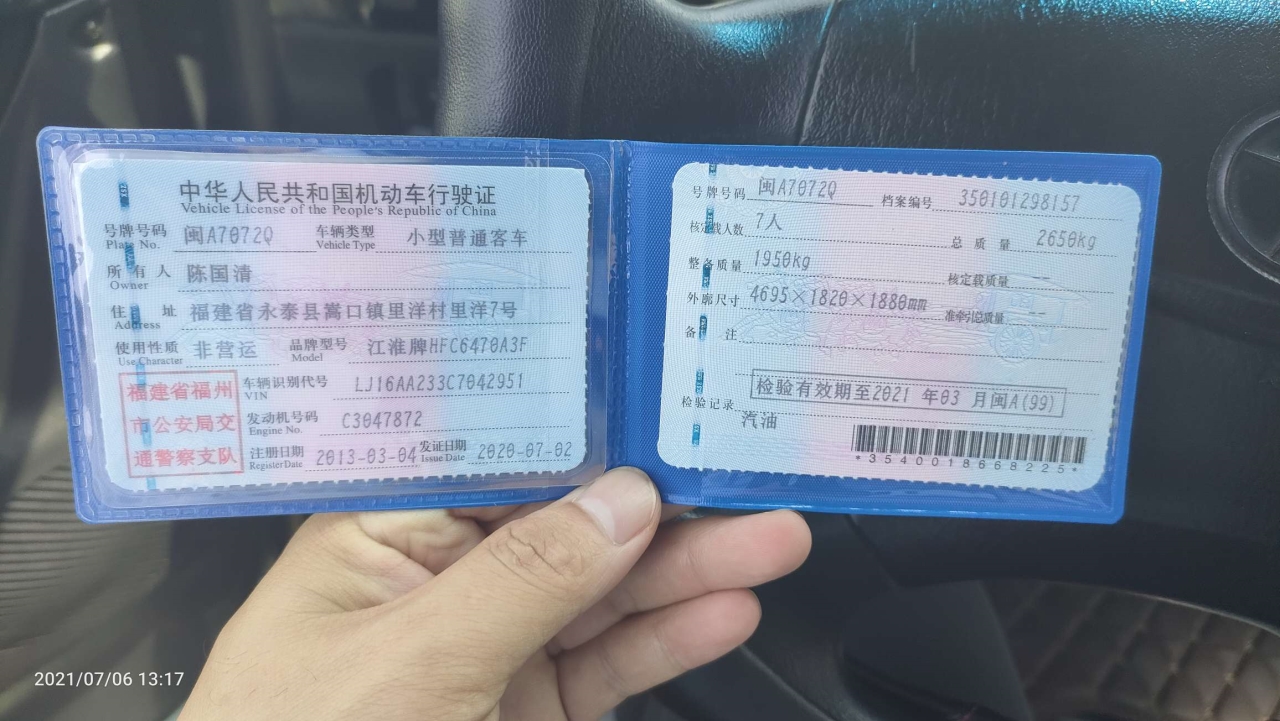 中华人民共和国机动车行驶证
Vehicle License of the People's Republic of China
号牌号码 闽A7072Q 车辆类型 小型普通客车
Plate No. Vehicle Type
所有人 陈国清
Owner
住址 福建省永泰县嵩口镇里洋村里洋7号
Address
使用性质 非营运 品牌型号 江淮牌HFC6470A3F
Use Character Model
福建省福州
市公安局交
通警察支队
车辆识别代号 LJ16AA233C7042951
VIN
发动机号码 C3047872
Engine No.
注册日期 2013-03-04 发证日期 2020-07-02
Register Date Issue Date
号牌号码 闽A7072Q 档案编号 350101298157
核定载人数 7人 总质量 2650kg
整备质量 1950kg 核定载质量 --
外廓尺寸 4695×1820×1880mm 准牵引总质量 --
备注
检验有效期至2021 年03 月闽A(99)
检验记录
汽油
*3540018668225*
2021/07/06 13:17